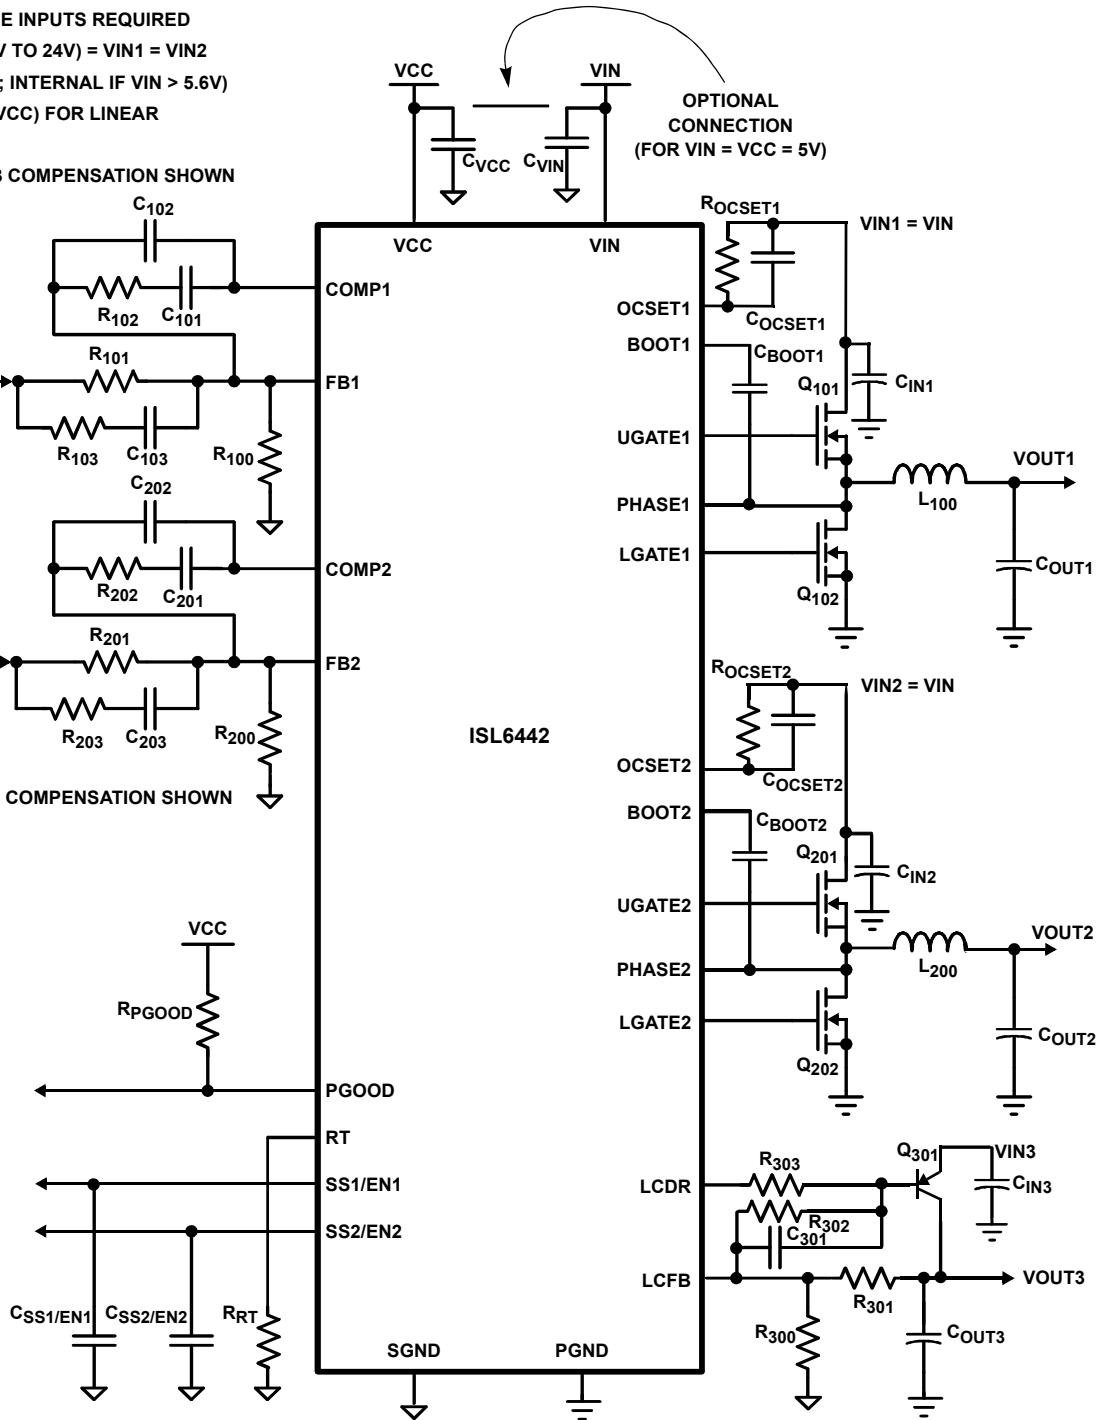 E INPUTS REQUIRED
V TO 24V) = VIN1 = VIN2
; INTERNAL IF VIN > 5.6V)
VCC) FOR LINEAR
COMPENSATION SHOWN
VCC
VIN
OPTIONAL
CONNECTION
(FOR VIN = VCC = 5V)
CVCC
CVIN
C102
R102
C101
R101
R103
C103
R100
C202
R202
C201
R201
R203
C203
R200
COMPENSATION SHOWN
VCC
RPGOOD
CSS1/EN1
CSS2/EN2
RRT
VCC
VIN
COMP1
FB1
COMP2
FB2
ISL6442
PGOOD
RT
SS1/EN1
SS2/EN2
SGND
PGND
OCSET1
BOOT1
UGATE1
PHASE1
LGATE1
OCSET2
BOOT2
UGATE2
PHASE2
LGATE2
LCDR
LCFB
ROCSET1
VIN1 = VIN
COCSET1
CBOOT1
Q101
CIN1
VOUT1
L100
COUT1
Q102
ROCSET2
VIN2 = VIN
COCSET2
CBOOT2
Q201
CIN2
VOUT2
L200
COUT2
Q202
Q301
VIN3
R303
CIN3
R302
C301
VOUT3
R301
R300
COUT3